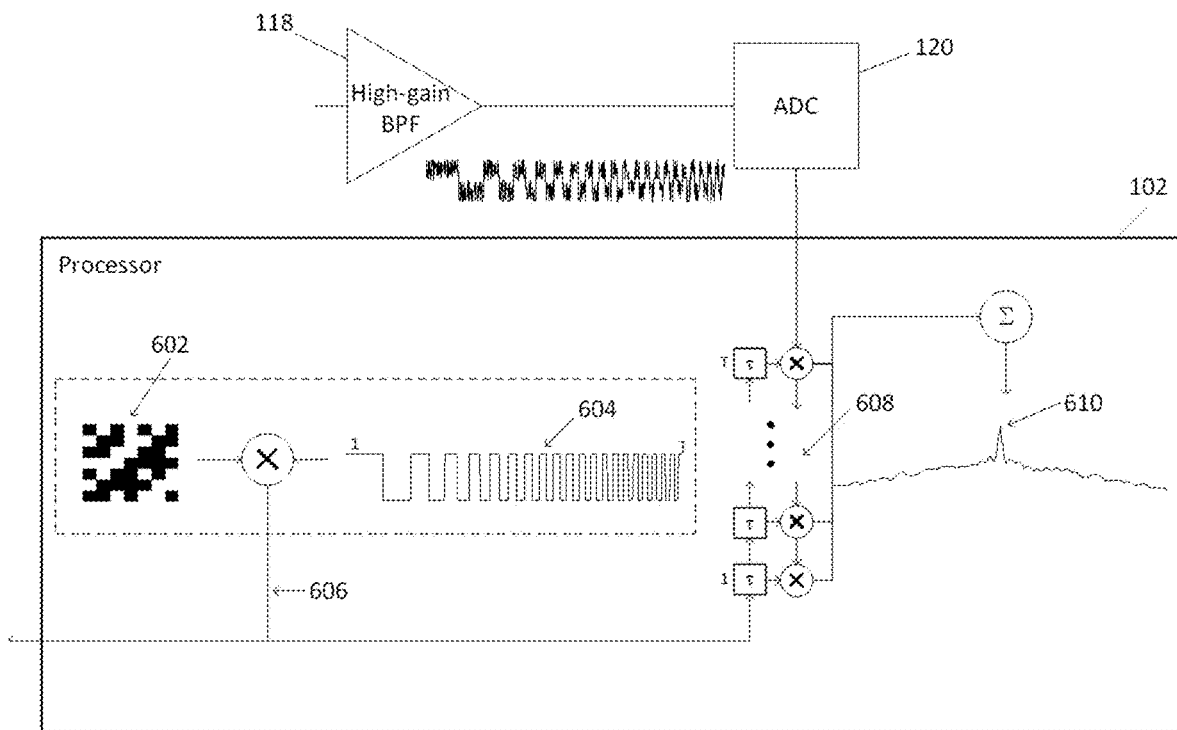 118
High-gain
BPF
ADC
120
102
Processor
602
1
604
T
606
T
τ
×
Σ
608
610
τ
×
1
τ
×
×